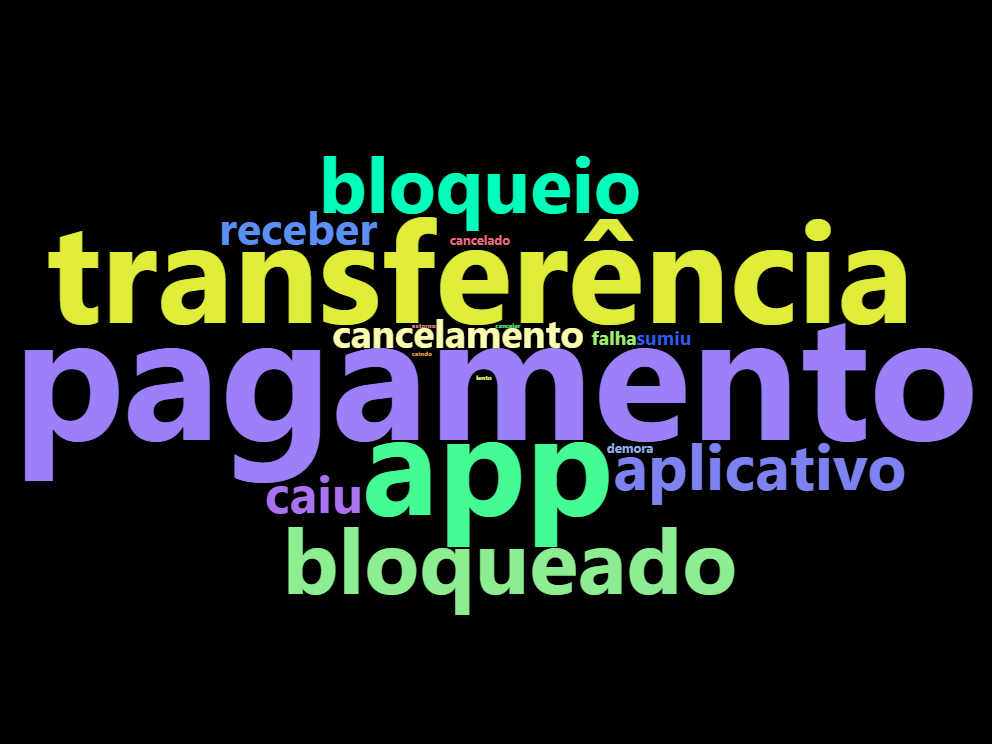 bloqueio
receber
cancelado
transferência
estorno
cancelar
cancelamento
falha
sumiu
caindo
pagamento
lento
app
demora
aplicativo
caiu
bloqueado